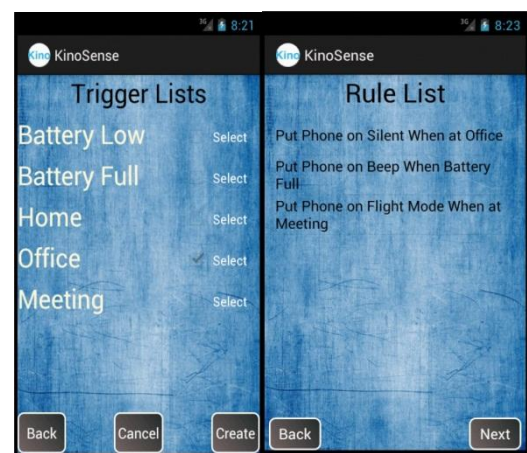 3G 8:21
Kino KinoSense
Trigger Lists
Battery Low Select
Battery Full Select
Home Select
Office Select
Meeting Select
Back Cancel Create
3G 8:23
Kino KinoSense
Rule List
Put Phone on Silent When at Office
Put Phone on Beep When Battery
Full
Put Phone on Flight Mode When at
Meeting
Back Next